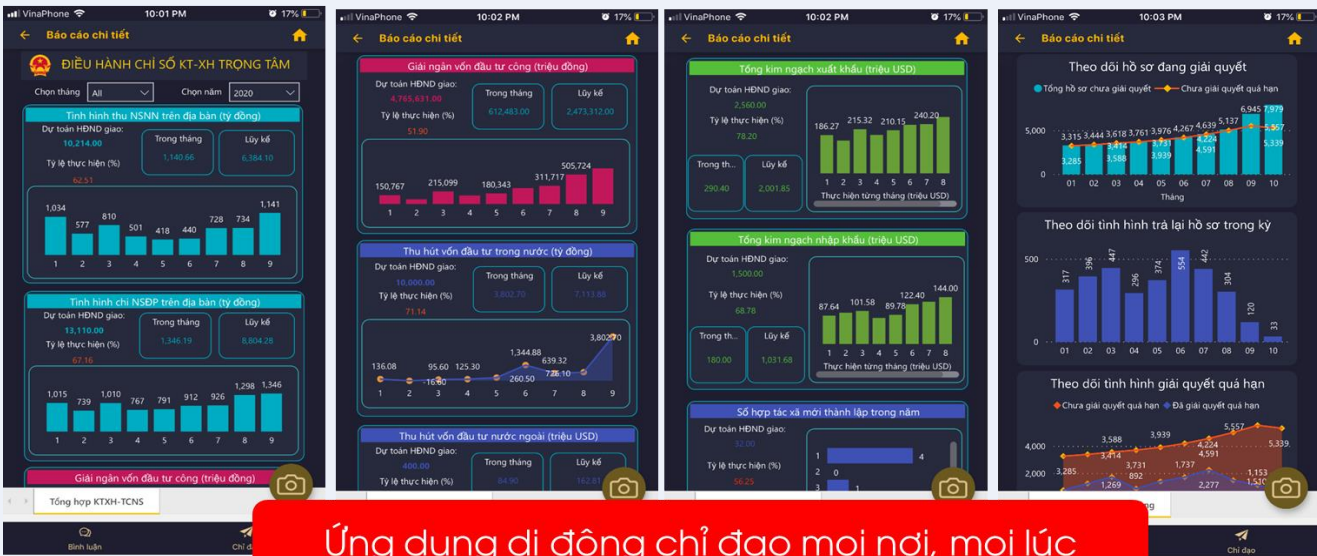 VinaPhone 10:01 PM 17%
Báo cáo chi tiết
ĐIỀU HÀNH CHỈ SỐ KT-XH TRỌNG TÂM
Chọn tháng All Chọn năm 2020
Tình hình thu NSNN trên địa bàn (tỷ đồng)
Dự toán HĐND giao:
10,214.00
Tỷ lệ thực hiện (%)
62.51
Trong tháng
1,140.66
Lũy kế
6,384.10
1,034 577 810 501 418 440 728 734 1,141
1 2 3 4 5 6 7 8 9
Tình hình chi NSĐP trên địa bàn (tỷ đồng)
Dự toán HĐND giao:
13,110.00
Tỷ lệ thực hiện (%)
67.16
Trong tháng
1,346.19
Lũy kế
8,804.28
1,015 739 1,010 767 791 912 926 1,298 1,346
1 2 3 4 5 6 7 8 9
Giải ngân vốn đầu tư công (triệu đồng)
Tổng hợp KTXH-TCNS
Bình luận
VinaPhone 10:02 PM 17%
Báo cáo chi tiết
Giải ngân vốn đầu tư công (triệu đồng)
Dự toán HĐND giao:
4,765,631.00
Tỷ lệ thực hiện (%)
51.90
Trong tháng
612,483.00
Lũy kế
2,473,312.00
150,767 215,099 180,343 311,717 505,724
1 2 3 4 5 6 7 8 9
Thu hút vốn đầu tư trong nước (tỷ đồng)
Dự toán HĐND giao:
10,000.00
Tỷ lệ thực hiện (%)
71.14
Trong tháng
3,802.70
Lũy kế
7,113.88
136.08 -16.60 95.60 125.30 1,344.88 260.50 639.32 726.10 3,802.70
1 2 3 4 5 6 7 8 9
Thu hút vốn đầu tư nước ngoài (triệu USD)
Dự toán HĐND giao:
400.00
Tỷ lệ thực hiện (%)
Trong tháng
84.90
Lũy kế
162.81
VinaPhone 10:02 PM 17%
Báo cáo chi tiết
Tổng kim ngạch xuất khẩu (triệu USD)
Dự toán HĐND giao:
2,560.00
Tỷ lệ thực hiện (%)
78.20
Trong th...
290.40
Lũy kế
2,001.85
186.27 215.32 210.15 240.20
1 2 3 4 5 6 7 8
Thực hiện từng tháng (triệu USD)
Tổng kim ngạch nhập khẩu (triệu USD)
Dự toán HĐND giao:
1,500.00
Tỷ lệ thực hiện (%)
68.78
Trong th...
180.00
Lũy kế
1,031.68
87.64 101.58 89.78 122.40 144.00
1 2 3 4 5 6 7 8
Thực hiện từng tháng (triệu USD)
Số hợp tác xã mới thành lập trong năm
Dự toán HĐND giao:
32.00
Tỷ lệ thực hiện (%)
56.25
1 4
2 0
3 1
VinaPhone 10:03 PM 17%
Báo cáo chi tiết
Theo dõi hồ sơ đang giải quyết
Tổng hồ sơ chưa giải quyết Chưa giải quyết quá hạn
6,945 7,979
5,000 3,315 3,444 3,618 3,761 3,976 4,267 4,639 5,137 5,557
3,414 3,731 4,224
3,285 3,588 3,939 4,591 5,339
0
01 02 03 04 05 06 07 08 09 10
Tháng
Theo dõi tình hình trả lại hồ sơ trong kỳ
500
317 396 447 296 374 554 442 304 120 33
0
01 02 03 04 05 06 07 08 09 10
Theo dõi tình hình giải quyết quá hạn
Chưa giải quyết quá hạn Đã giải quyết quá hạn
5,557
4,000 3,588 3,939 4,224 5,339
3,414 4,591
2,000 3,285 3,731 1,737 1,153
1,269 892 2,277
Chỉ đạo
Ứng dụng di động chỉ đạo mọi nơi, mọi lúc